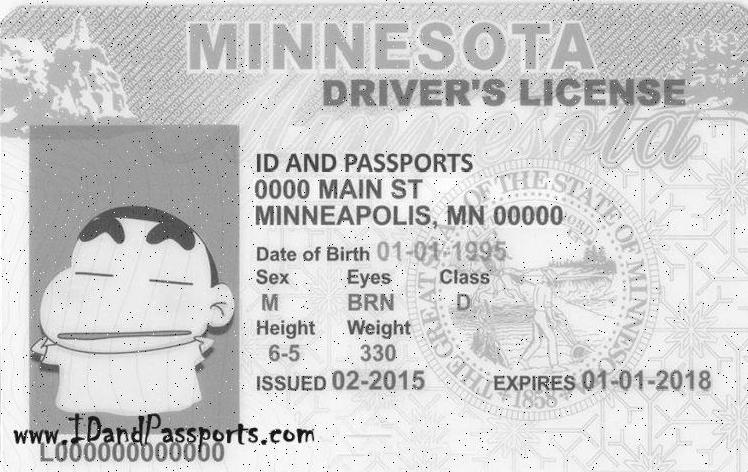 MINNESOTA
DRIVER'S LICENSE
Minnesota
ID AND PASSPORTS
0000 MAIN ST
MINNEAPOLIS, MN 00000
Date of Birth 01-01-1995
Sex Eyes Class
M BRN D
Height Weight
6-5 330
ISSUED 02-2015 EXPIRES 01-01-2018
THE GREAT SEAL OF THE STATE OF MINNESOTA
1858
www.IDandPassports.com
L000000000000